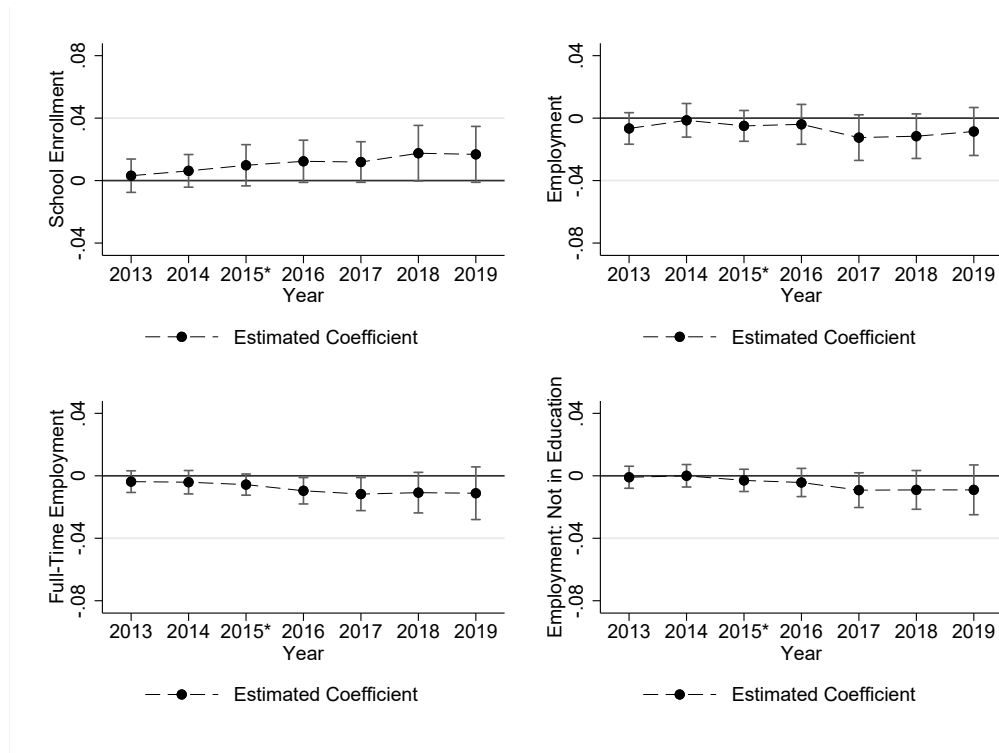 School Enrollment
.08
.04
0
-.04
2013 2014 2015* 2016 2017 2018 2019
Year
Estimated Coefficient
Employment
.04
0
-.04
-.08
2013 2014 2015* 2016 2017 2018 2019
Year
Estimated Coefficient
Full-Time Employment
.04
0
-.04
-.08
2013 2014 2015* 2016 2017 2018 2019
Year
Estimated Coefficient
Employment: Not in Education
.04
0
-.04
-.08
2013 2014 2015* 2016 2017 2018 2019
Year
Estimated Coefficient